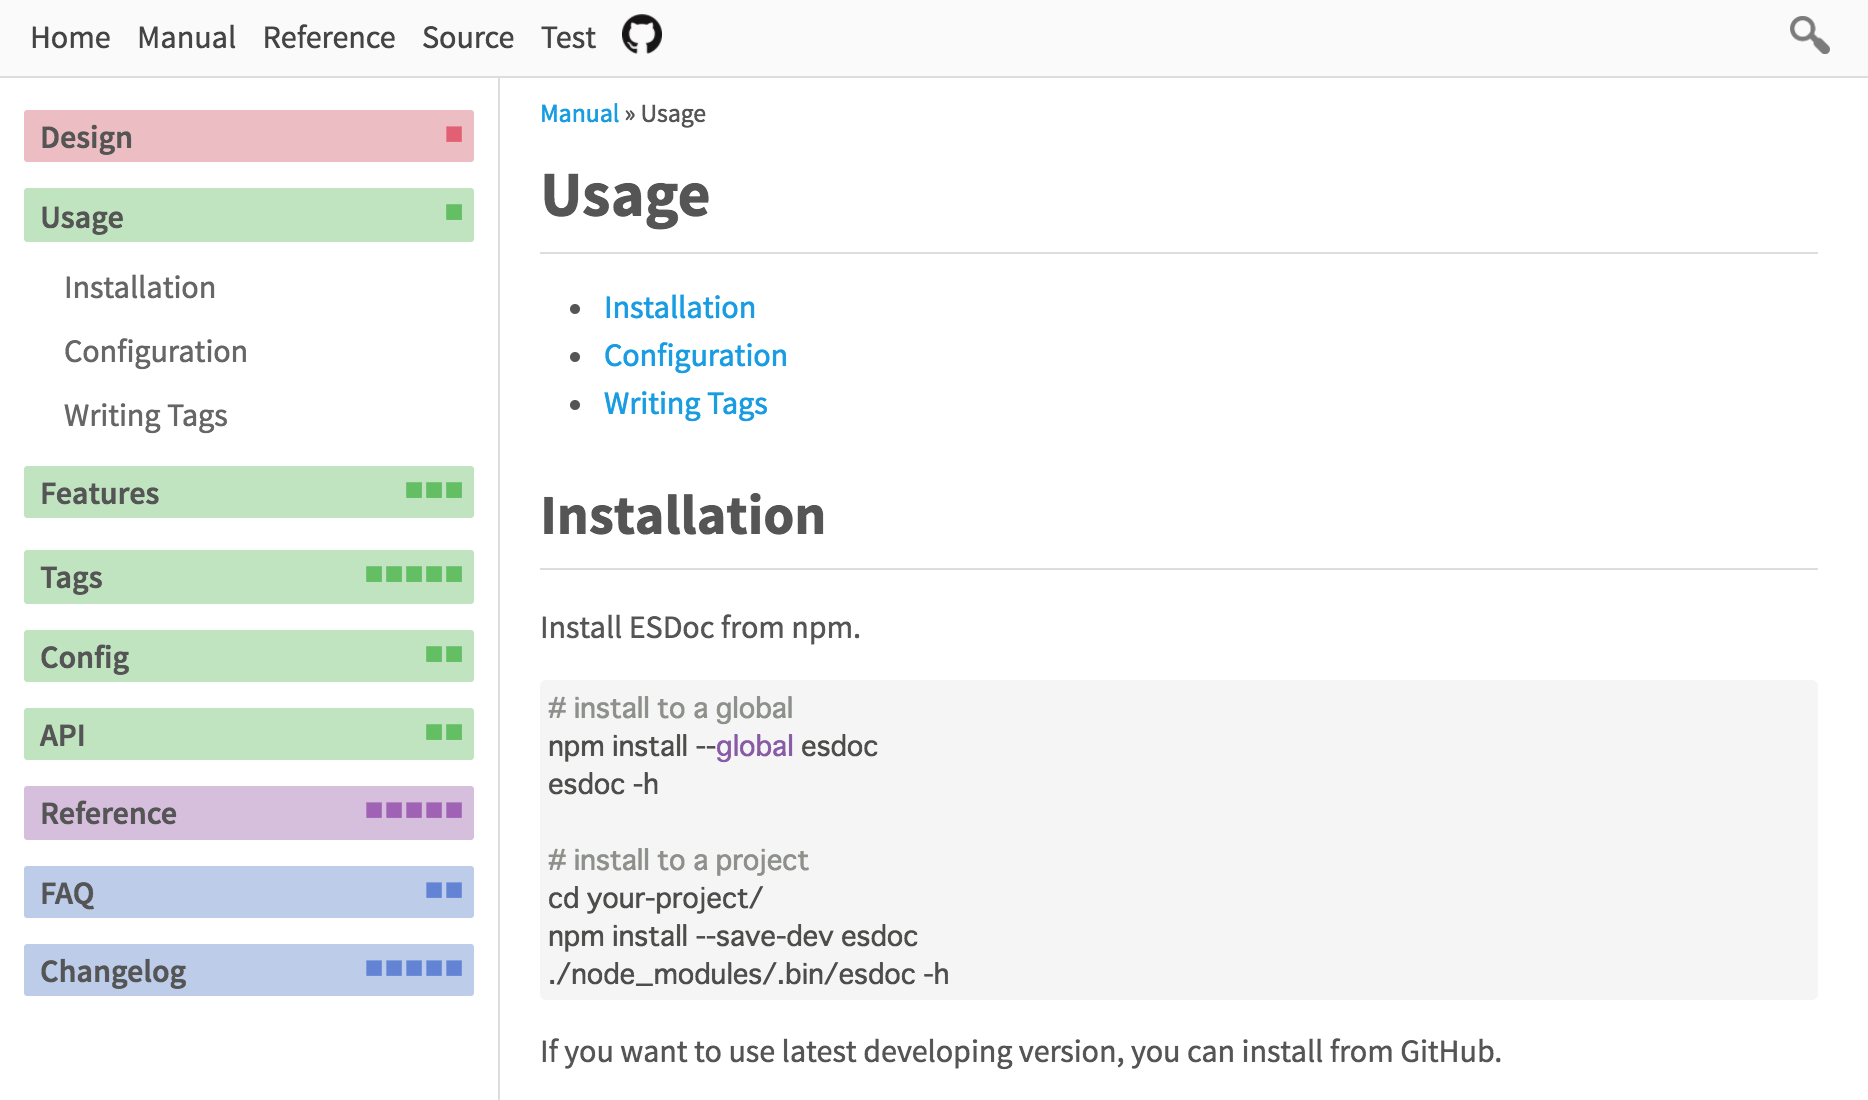 Home Manual Reference Source Test
Design
Usage
Installation
Configuration
Writing Tags
Features
Tags
Config
API
Reference
FAQ
Changelog
Manual » Usage
Usage
Installation
Configuration
Writing Tags
Installation
Install ESDoc from npm.
# install to a global
npm install --global esdoc
esdoc -h
# install to a project
cd your-project/
npm install --save-dev esdoc
./node_modules/.bin/esdoc -h
If you want to use latest developing version, you can install from GitHub.